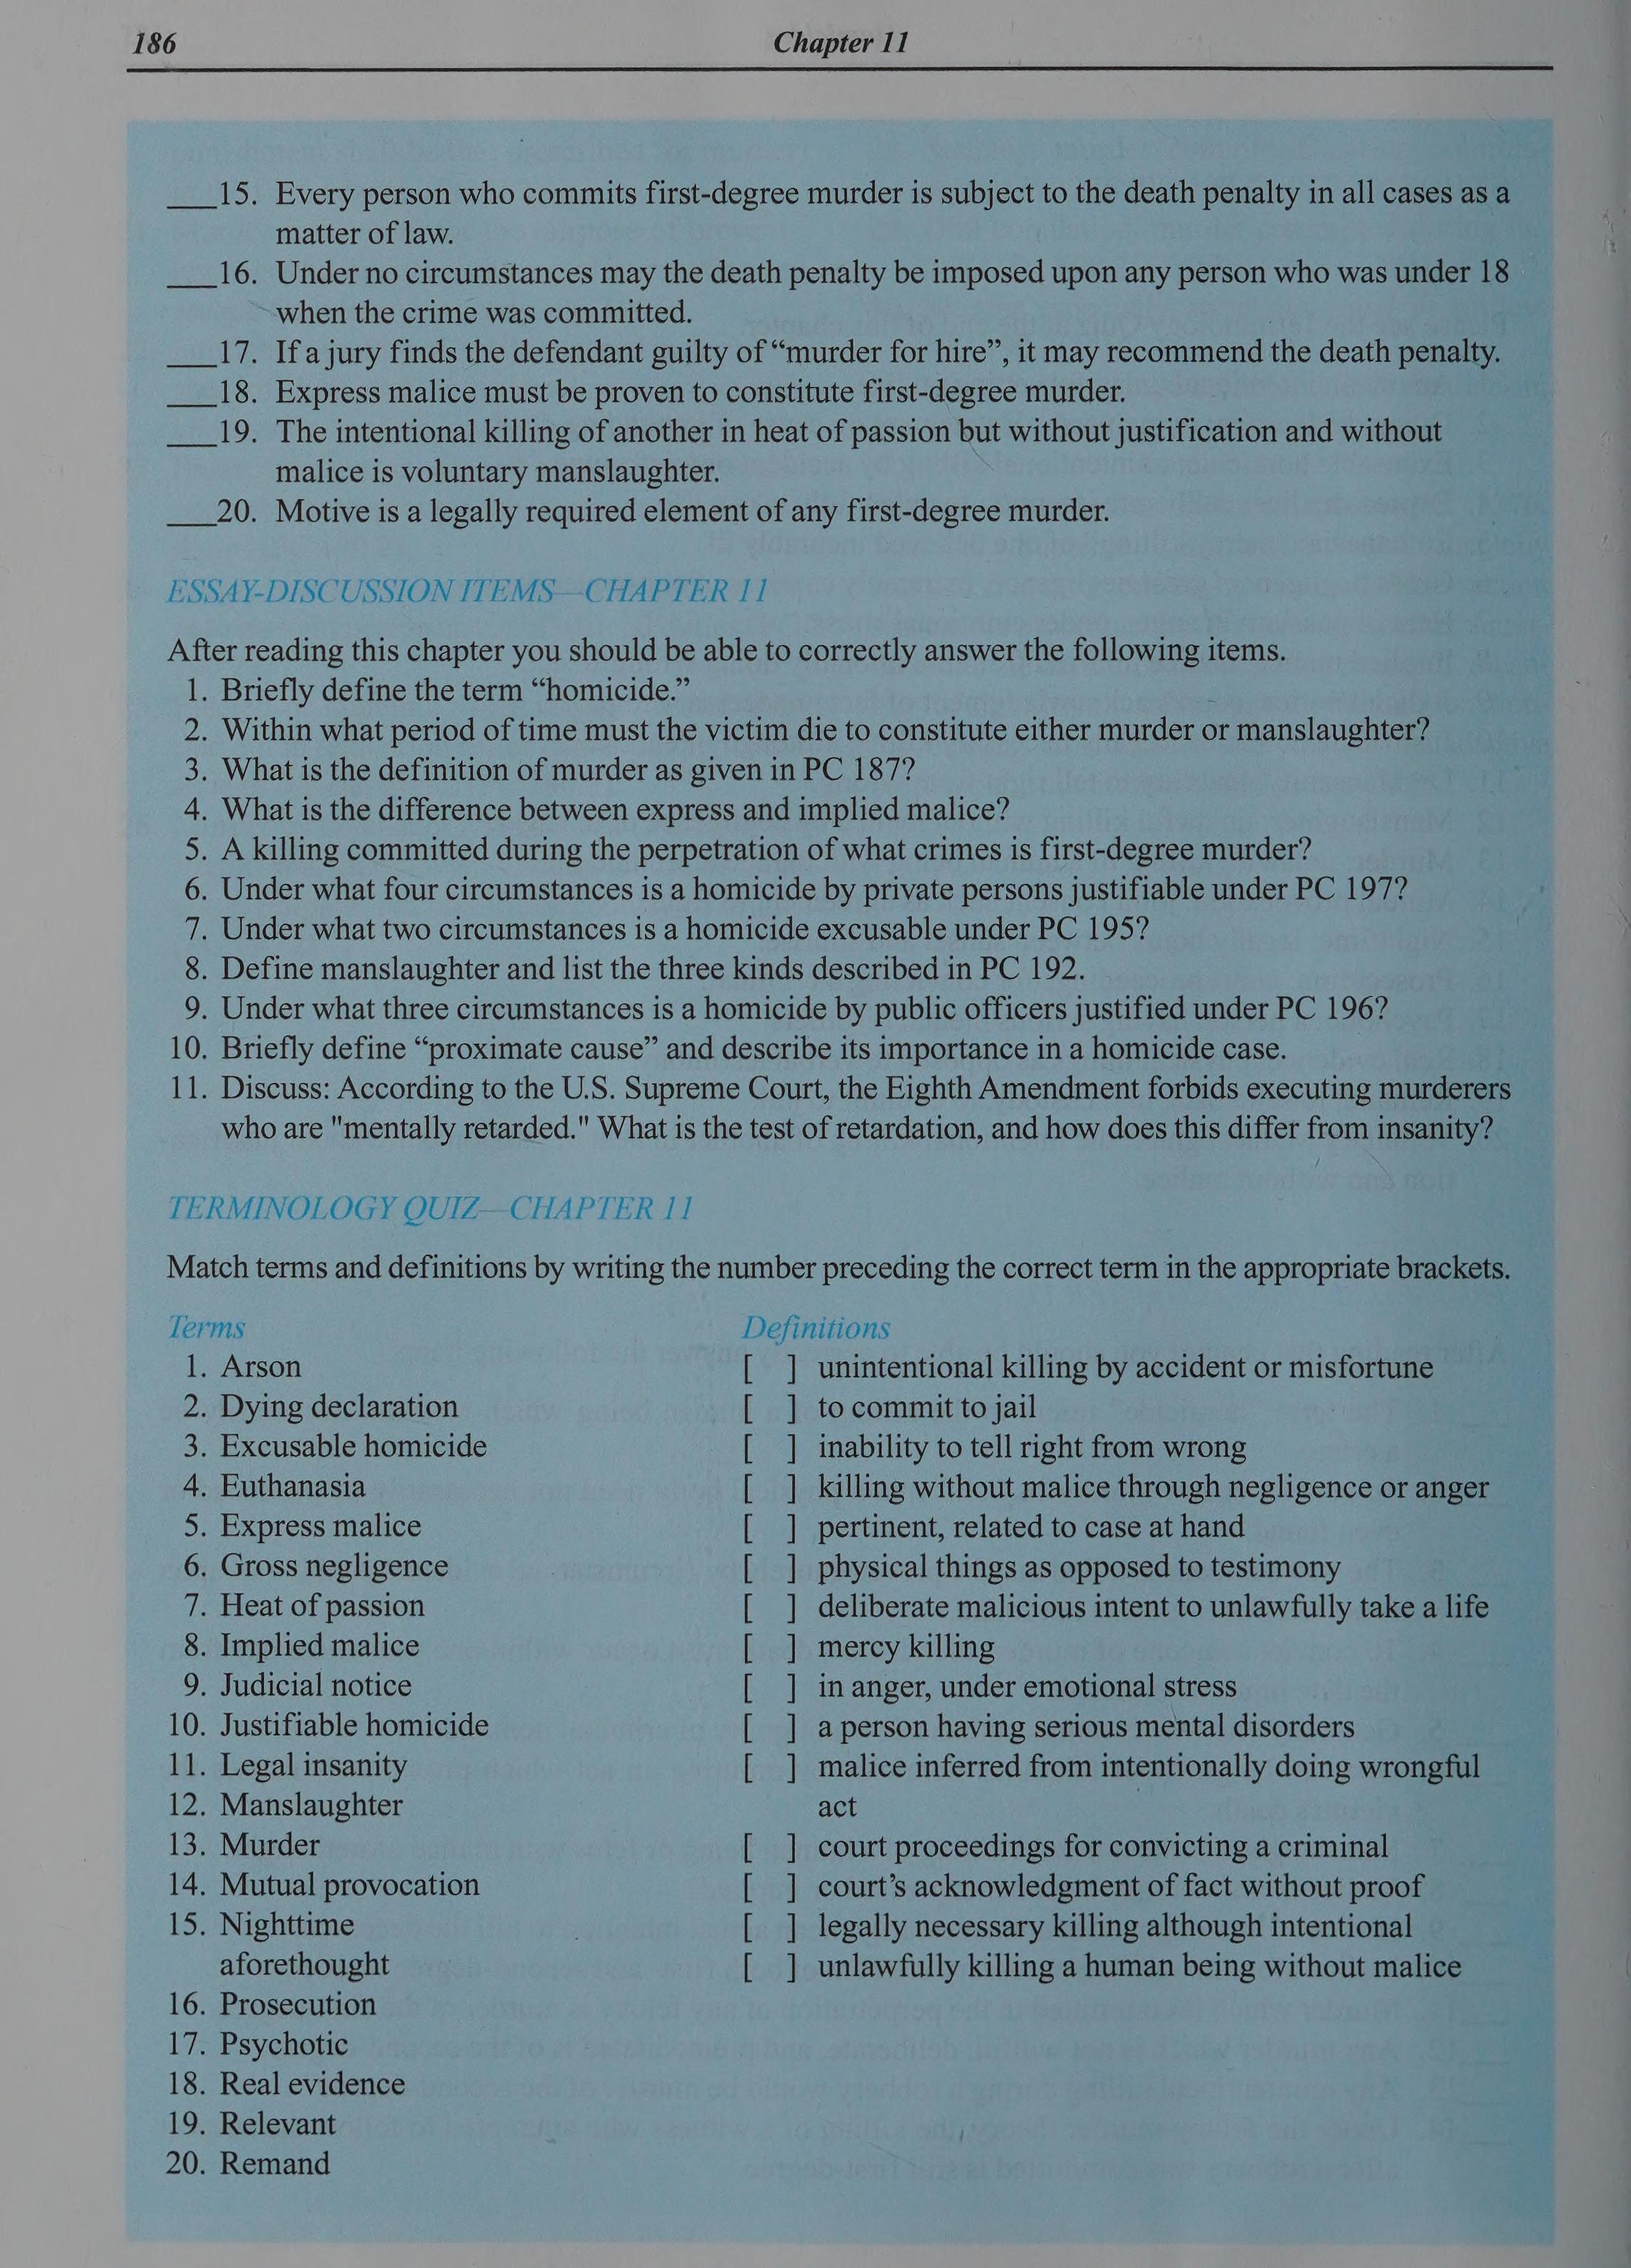 186
Chapter 11
___15. Every person who commits first-degree murder is subject to the death penalty in all cases as a
matter of law.
___16. Under no circumstances may the death penalty be imposed upon any person who was under 18
when the crime was committed.
___17. If a jury finds the defendant guilty of “murder for hire”, it may recommend the death penalty.
___18. Express malice must be proven to constitute first-degree murder.
___19. The intentional killing of another in heat of passion but without justification and without
malice is voluntary manslaughter.
___20. Motive is a legally required element of any first-degree murder.
ESSAY-DISCUSSION ITEMS—CHAPTER 11
After reading this chapter you should be able to correctly answer the following items.
1. Briefly define the term “homicide.”
2. Within what period of time must the victim die to constitute either murder or manslaughter?
3. What is the definition of murder as given in PC 187?
4. What is the difference between express and implied malice?
5. A killing committed during the perpetration of what crimes is first-degree murder?
6. Under what four circumstances is a homicide by private persons justifiable under PC 197?
7. Under what two circumstances is a homicide excusable under PC 195?
8. Define manslaughter and list the three kinds described in PC 192.
9. Under what three circumstances is a homicide by public officers justified under PC 196?
10. Briefly define “proximate cause” and describe its importance in a homicide case.
11. Discuss: According to the U.S. Supreme Court, the Eighth Amendment forbids executing murderers
who are "mentally retarded." What is the test of retardation, and how does this differ from insanity?
TERMINOLOGY QUIZ—CHAPTER 11
Match terms and definitions by writing the number preceding the correct term in the appropriate brackets.
Terms
1. Arson
2. Dying declaration
3. Excusable homicide
4. Euthanasia
5. Express malice
6. Gross negligence
7. Heat of passion
8. Implied malice
9. Judicial notice
10. Justifiable homicide
11. Legal insanity
12. Manslaughter
13. Murder
14. Mutual provocation
15. Nighttime
aforethought
16. Prosecution
17. Psychotic
18. Real evidence
19. Relevant
20. Remand
Definitions
[ ] unintentional killing by accident or misfortune
[ ] to commit to jail
[ ] inability to tell right from wrong
[ ] killing without malice through negligence or anger
[ ] pertinent, related to case at hand
[ ] physical things as opposed to testimony
[ ] deliberate malicious intent to unlawfully take a life
[ ] mercy killing
[ ] in anger, under emotional stress
[ ] a person having serious mental disorders
[ ] malice inferred from intentionally doing wrongful
act
[ ] court proceedings for convicting a criminal
[ ] court’s acknowledgment of fact without proof
[ ] legally necessary killing although intentional
[ ] unlawfully killing a human being without malice